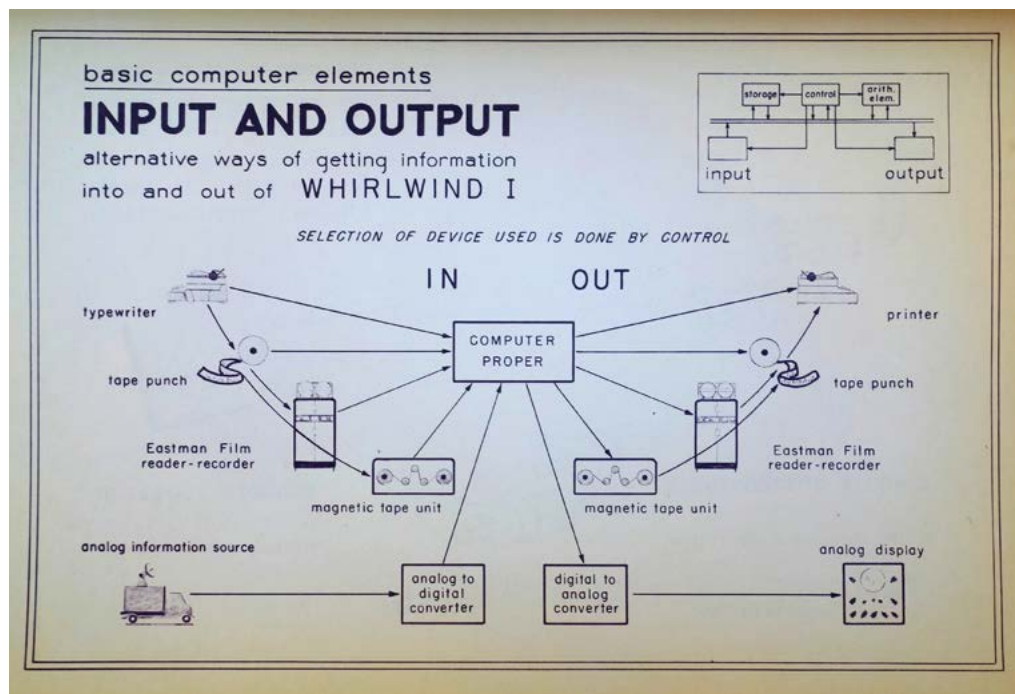 basic computer elements
INPUT AND OUTPUT
alternative ways of getting information
into and out of WHIRLWIND I
storage
control
arith.
elem.
input
output
SELECTION OF DEVICE USED IS DONE BY CONTROL
IN
OUT
typewriter
COMPUTER
PROPER
printer
tape punch
tape punch
Eastman Film
reader-recorder
Eastman Film
reader-recorder
magnetic tape unit
magnetic tape unit
analog information source
analog display
analog to
digital
converter
digital to
analog
converter